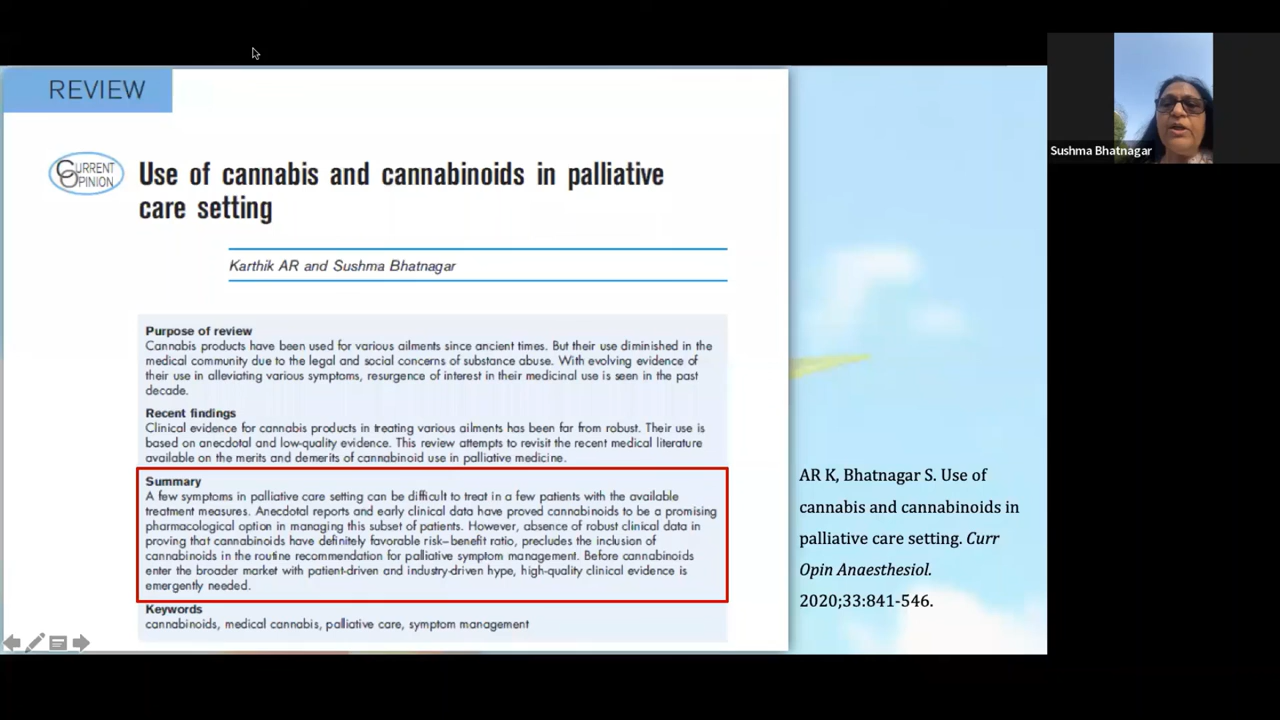 REVIEW
CURRENT
OPINION
Use of cannabis and cannabinoids in palliative
care setting
Karthik AR and Sushma Bhatnagar
Purpose of review
Cannabis products have been used for various ailments since ancient times. But their use diminished in the
medical community due to the legal and social concerns of substance abuse. With evolving evidence of
their use in alleviating various symptoms, resurgence of interest in their medicinal use is seen in the past
decade.
Recent findings
Clinical evidence for cannabis products in treating various ailments has been far from robust. Their use is
based on anecdotal and low-quality evidence. This review attempts to revisit the recent medical literature
available on the merits and demerits of cannabinoid use in palliative medicine.
Summary
A few symptoms in palliative care setting can be difficult to treat in a few patients with the available
treatment measures. Anecdotal reports and early clinical data have proved cannabinoids to be a promising
pharmacological option in managing this subset of patients. However, absence of robust clinical data in
proving that cannabinoids have definitely favorable risk–benefit ratio, precludes the inclusion of
cannabinoids in the routine recommendation for palliative symptom management. Before cannabinoids
enter the broader market with patient-driven and industry-driven hype, high-quality clinical evidence is
emergently needed.
Keywords
cannabinoids, medical cannabis, palliative care, symptom management
AR K, Bhatnagar S. Use of
cannabis and cannabinoids in
palliative care setting. Curr
Opin Anaesthesiol.
2020;33:841-546.
Sushma Bhatnagar